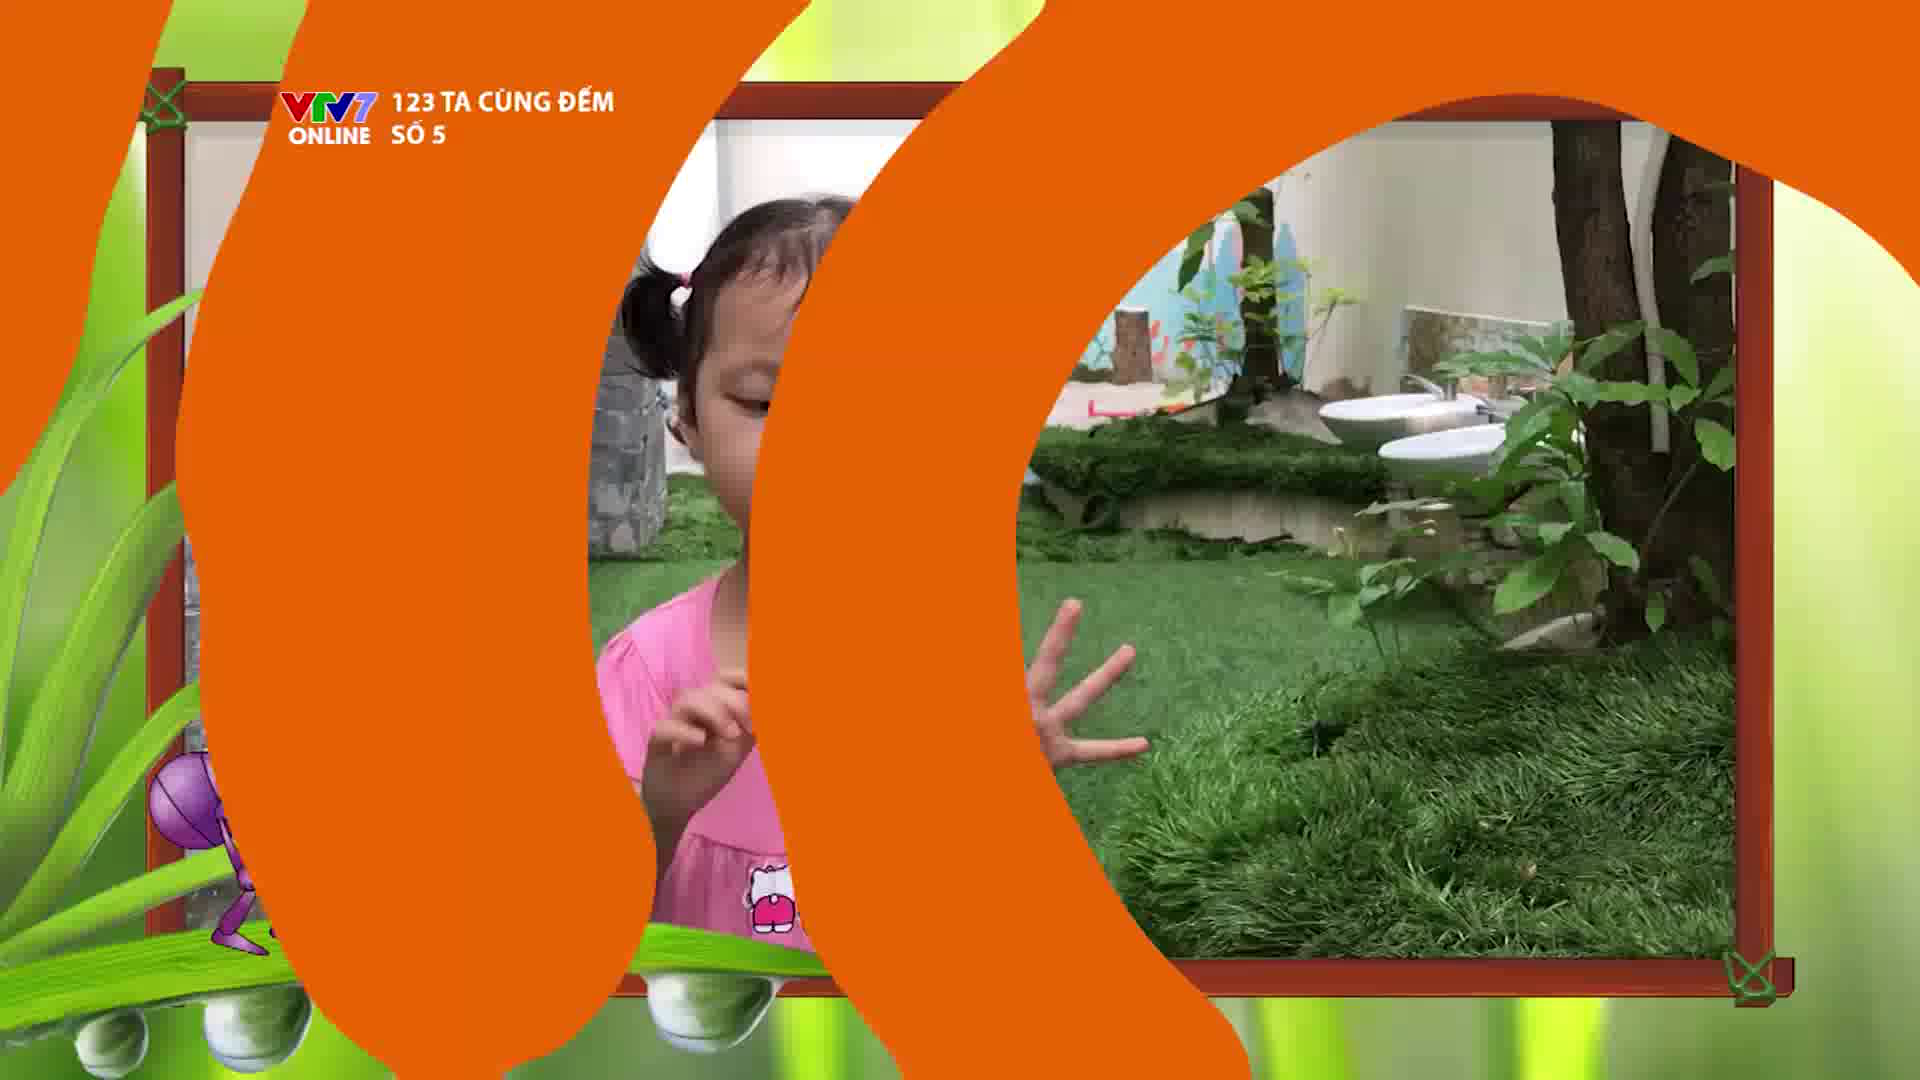 VTV7
ONLINE
123 TA CÙNG ĐẾM
SỐ 5